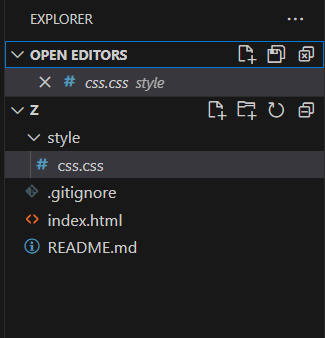 EXPLORER
OPEN EDITORS
css.css style
Z
style
css.css
.gitignore
index.html
README.md